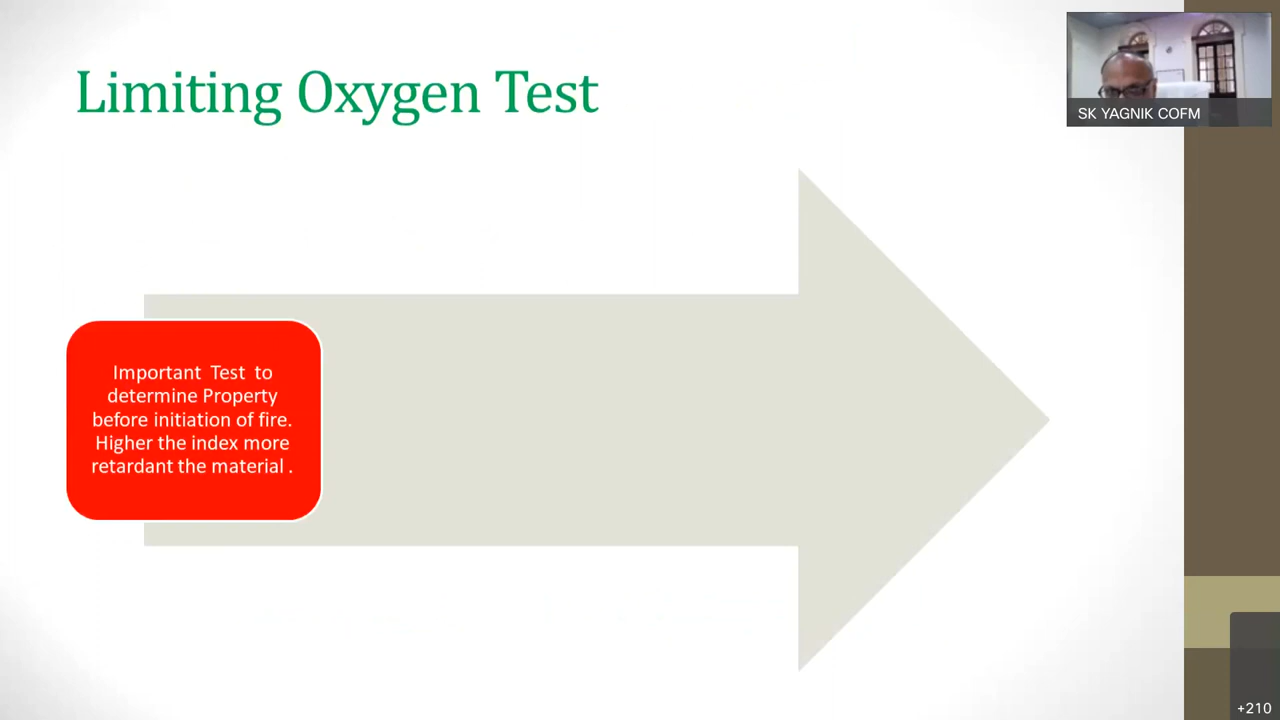 Limiting Oxygen Test
SK YAGNIK COFM
Important Test to
determine Property
before initiation of fire.
Higher the index more
retardant the material .
+210